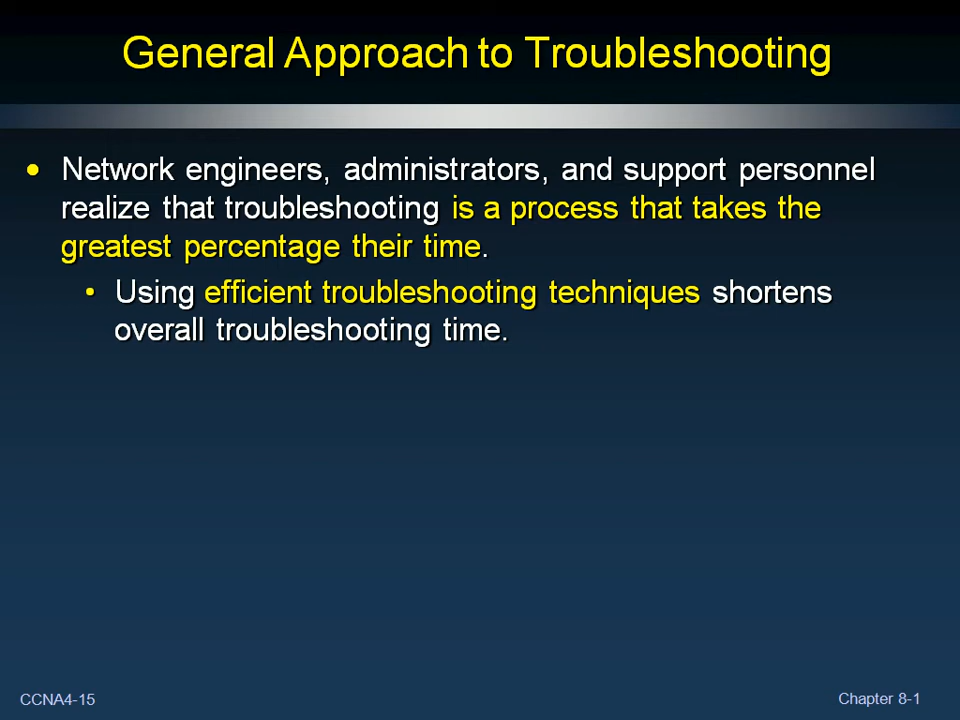 General Approach to Troubleshooting
• Network engineers, administrators, and support personnel
realize that troubleshooting is a process that takes the
greatest percentage their time.
• Using efficient troubleshooting techniques shortens
overall troubleshooting time.
CCNA4-15
Chapter 8-1